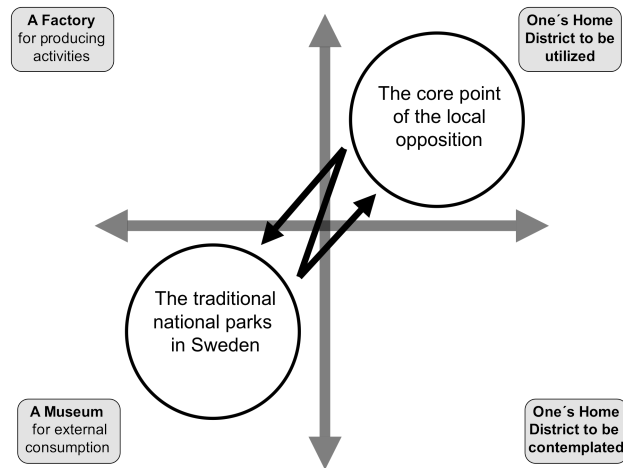 A Factory
for producing
activities
One´s Home
District to be
utilized
The core point
of the local
opposition
The traditional
national parks
in Sweden
A Museum
for external
consumption
One´s Home
District to be
contemplated